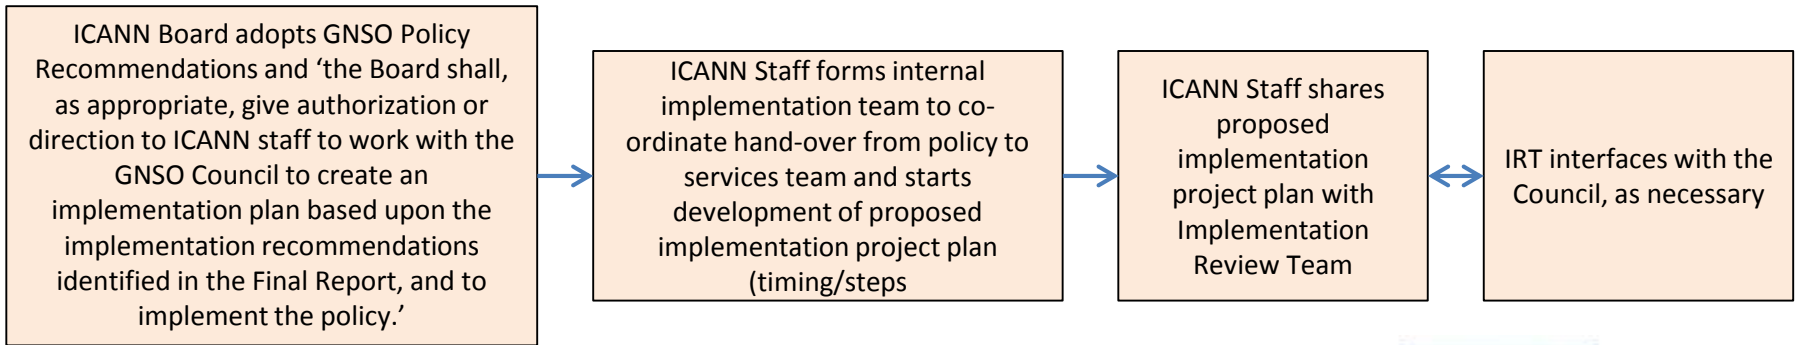 ICANN Board adopts GNSO Policy
Recommendations and ‘the Board shall,
as appropriate, give authorization or
direction to ICANN staff to work with the
GNSO Council to create an
implementation plan based upon the
implementation recommendations
identified in the Final Report, and to
implement the policy.’
ICANN Staff forms internal
implementation team to co-
ordinate hand-over from policy to
services team and starts
development of proposed
implementation project plan
(timing/steps
ICANN Staff shares
proposed
implementation
project plan with
Implementation
Review Team
IRT interfaces with the
Council, as necessary